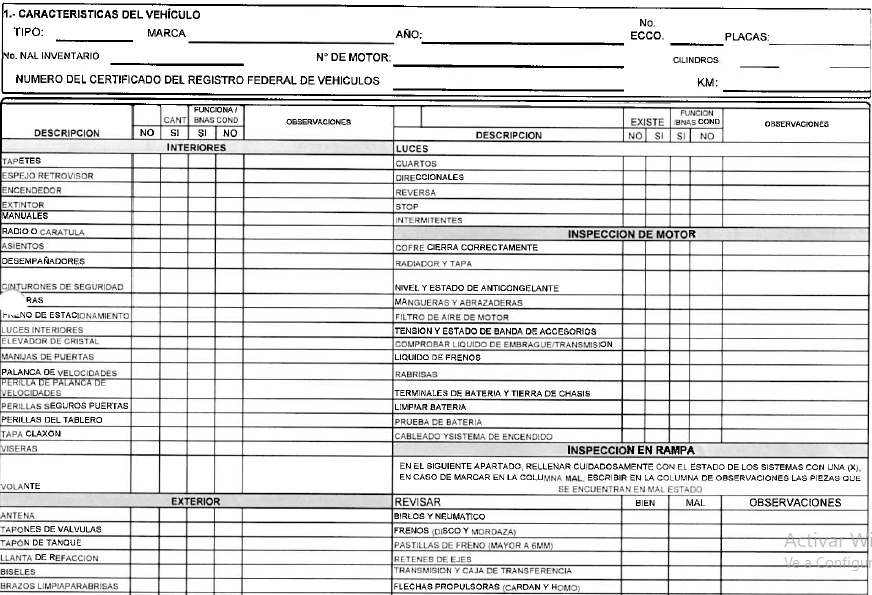 1.- CARACTERISTICAS DEL VEHÍCULO
TIPO: MARCA AÑO: No. ECCO. PLACAS:
No. NAL INVENTARIO N° DE MOTOR: CILINDROS
NUMERO DEL CERTIFICADO DEL REGISTRO FEDERAL DE VEHICULOS KM:
DESCRIPCION NO CANT SI FUNCIONA / BNAS COND SI NO OBSERVACIONES
INTERIORES
TAPETES
ESPEJO RETROVISOR
ENCENDEDOR
EXTINTOR
MANUALES
RADIO O CARATULA
ASIENTOS
DESEMPAÑADORES
CINTURONES DE SEGURIDAD
RAS
FRENO DE ESTACIONAMIENTO
LUCES INTERIORES
ELEVADOR DE CRISTAL
MANIJAS DE PUERTAS
PALANCA DE VELOCIDADES
PERILLA DE PALANCA DE
VELOCIDADES
PERILLAS SEGUROS PUERTAS
PERILLAS DEL TABLERO
TAPA CLAXON
VISERAS
VOLANTE
EXTERIOR
ANTENA
TAPONES DE VALVULAS
TAPON DE TANQUE
LLANTA DE REFACCION
BISELES
BRAZOS LIMPIAPARABRISAS
DESCRIPCION EXISTE NO SI FUNCION /BNAS COND SI NO OBSERVACIONES
LUCES
CUARTOS
DIRECCIONALES
REVERSA
STOP
INTERMITENTES
INSPECCION DE MOTOR
COFRE CIERRA CORRECTAMENTE
RADIADOR Y TAPA
NIVEL Y ESTADO DE ANTICONGELANTE
MANGUERAS Y ABRAZADERAS
FILTRO DE AIRE DE MOTOR
TENSION Y ESTADO DE BANDA DE ACCESORIOS
COMPROBAR LIQUIDO DE EMBRAGUE/TRANSMISION
LIQUIDO DE FRENOS
RABRISAS
TERMINALES DE BATERIA Y TIERRA DE CHASIS
LIMPIAR BATERIA
PRUEBA DE BATERIA
CABLEADO YSISTEMA DE ENCENDIDO
INSPECCION EN RAMPA
EN EL SIGUIENTE APARTADO, RELLENAR CUIDADOSAMENTE CON EL ESTADO DE LOS SISTEMAS CON UNA (X),
EN CASO DE MARCAR EN LA COLUMNA MAL, ESCRIBIR EN LA COLUMNA DE OBSERVACIONES LAS PIEZAS QUE
SE ENCUENTRAN EN MAL ESTADO
REVISAR BIEN MAL OBSERVACIONES
BIRLOS Y NEUMATICO
FRENOS (DISCO Y MORDAZA)
PASTILLAS DE FRENO (MAYOR A 6MM)
RETENES DE EJES
TRANSMISION Y CAJA DE TRANSFERENCIA
FLECHAS PROPULSORAS (CARDAN Y HOMO)
Activar Wi
Ve a Configur